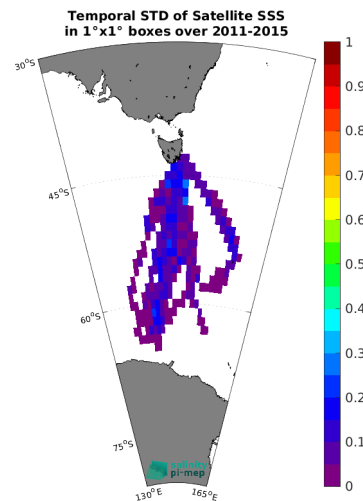 Temporal STD of Satellite SSS
in 1°x1° boxes over 2011-2015
30°S
45°S
60°S
75°S
130°E
165°E
1
0.9
0.8
0.7
0.6
0.5
0.4
0.3
0.2
0.1
0
salinity
pi-mep